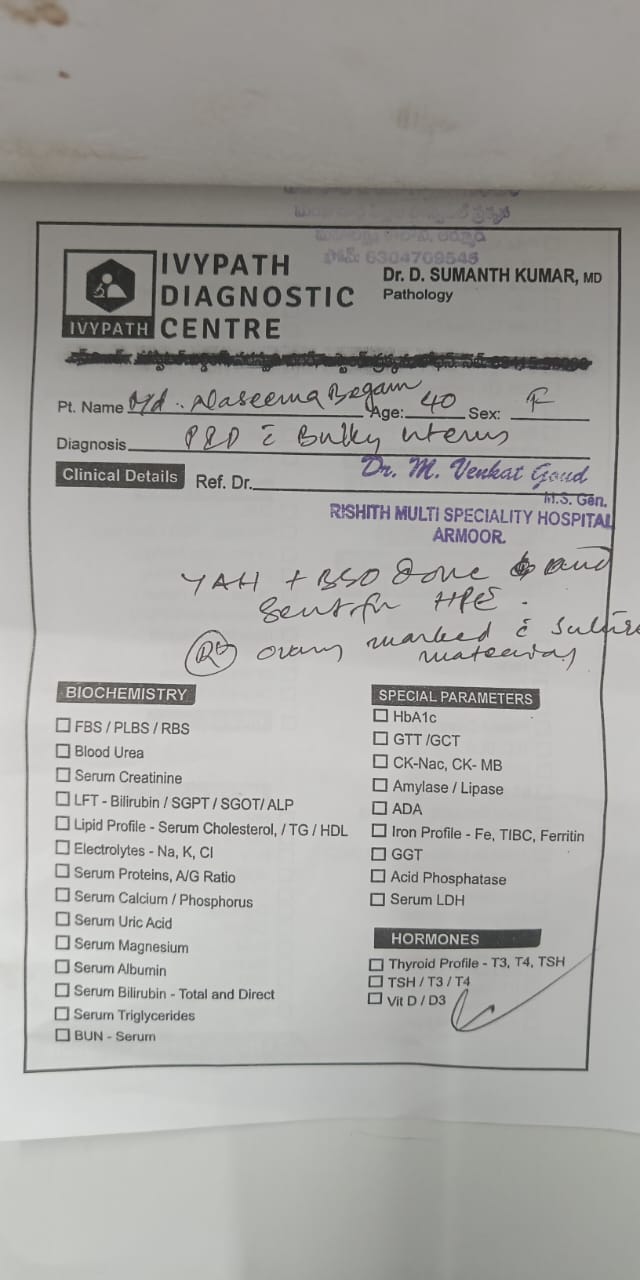 ఫోన్: 6304709546
IVYPATH
DIAGNOSTIC
CENTRE
IVYPATH
Dr. D. SUMANTH KUMAR, MD
Pathology
Pt. Name Md. Naseema Begam Age: 40 Sex: F
Diagnosis PID c̄ Bulky uterus
Clinical Details Ref. Dr. Dr. M. Venkat Goud
M.S. Gen.
RISHITH MULTI SPECIALITY HOSPITAL
ARMOOR.
TAH + BSO done and
sent for HPE.
Rt ovary marked c̄ suture
material
BIOCHEMISTRY
FBS / PLBS / RBS
Blood Urea
Serum Creatinine
LFT - Bilirubin / SGPT / SGOT/ ALP
Lipid Profile - Serum Cholesterol, / TG / HDL
Electrolytes - Na, K, Cl
Serum Proteins, A/G Ratio
Serum Calcium / Phosphorus
Serum Uric Acid
Serum Magnesium
Serum Albumin
Serum Bilirubin - Total and Direct
Serum Triglycerides
BUN - Serum
SPECIAL PARAMETERS
HbA1c
GTT /GCT
CK-Nac, CK- MB
Amylase / Lipase
ADA
Iron Profile - Fe, TIBC, Ferritin
GGT
Acid Phosphatase
Serum LDH
HORMONES
Thyroid Profile - T3, T4, TSH
TSH / T3 / T4
Vit D / D3